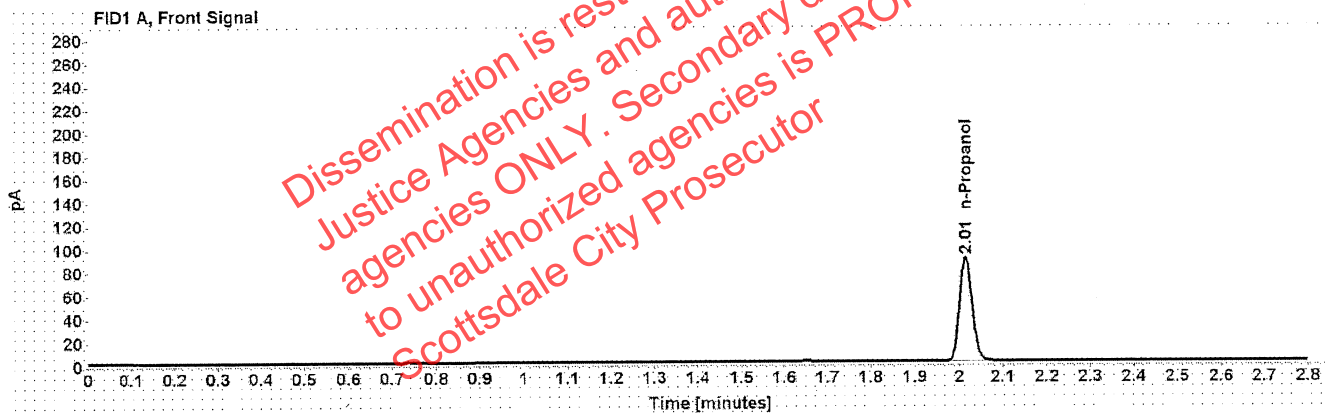 FID1 A, Front Signal
280
260
240
220
200
180
160
140
120
100
80
60
40
20
0
pA
2.01 n-Propanol
0 0.1 0.2 0.3 0.4 0.5 0.6 0.7 0.8 0.9 1 1.1 1.2 1.3 1.4 1.5 1.6 1.7 1.8 1.9 2 2.1 2.2 2.3 2.4 2.5 2.6 2.7 2.8
Time [minutes]
Dissemination is
Justice Agencies and
agencies ONLY. Secondary
to unauthorized agencies is
Scottsdale City Prosecutor